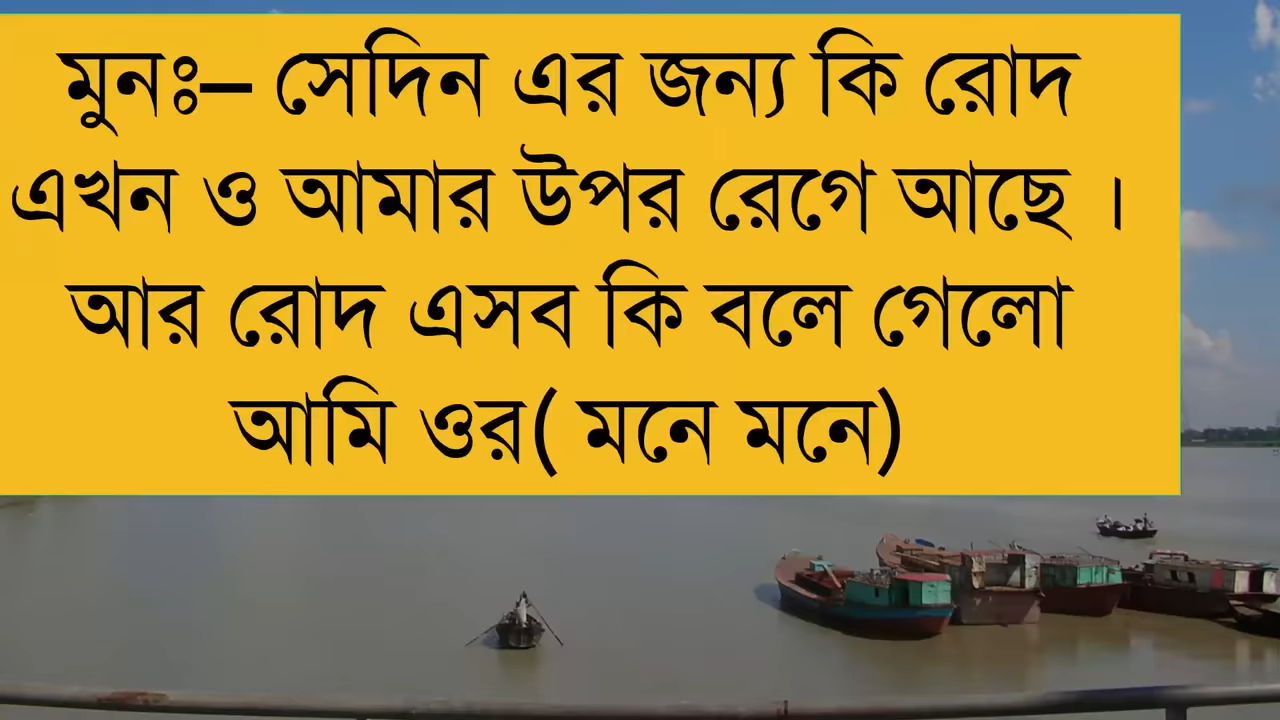 মুনঃ– সেদিন এর জন্য কি রোদ
এখন ও আমার উপর রেগে আছে ।
আর রোদ এসব কি বলে গেলো
আমি ওর( মনে মনে)